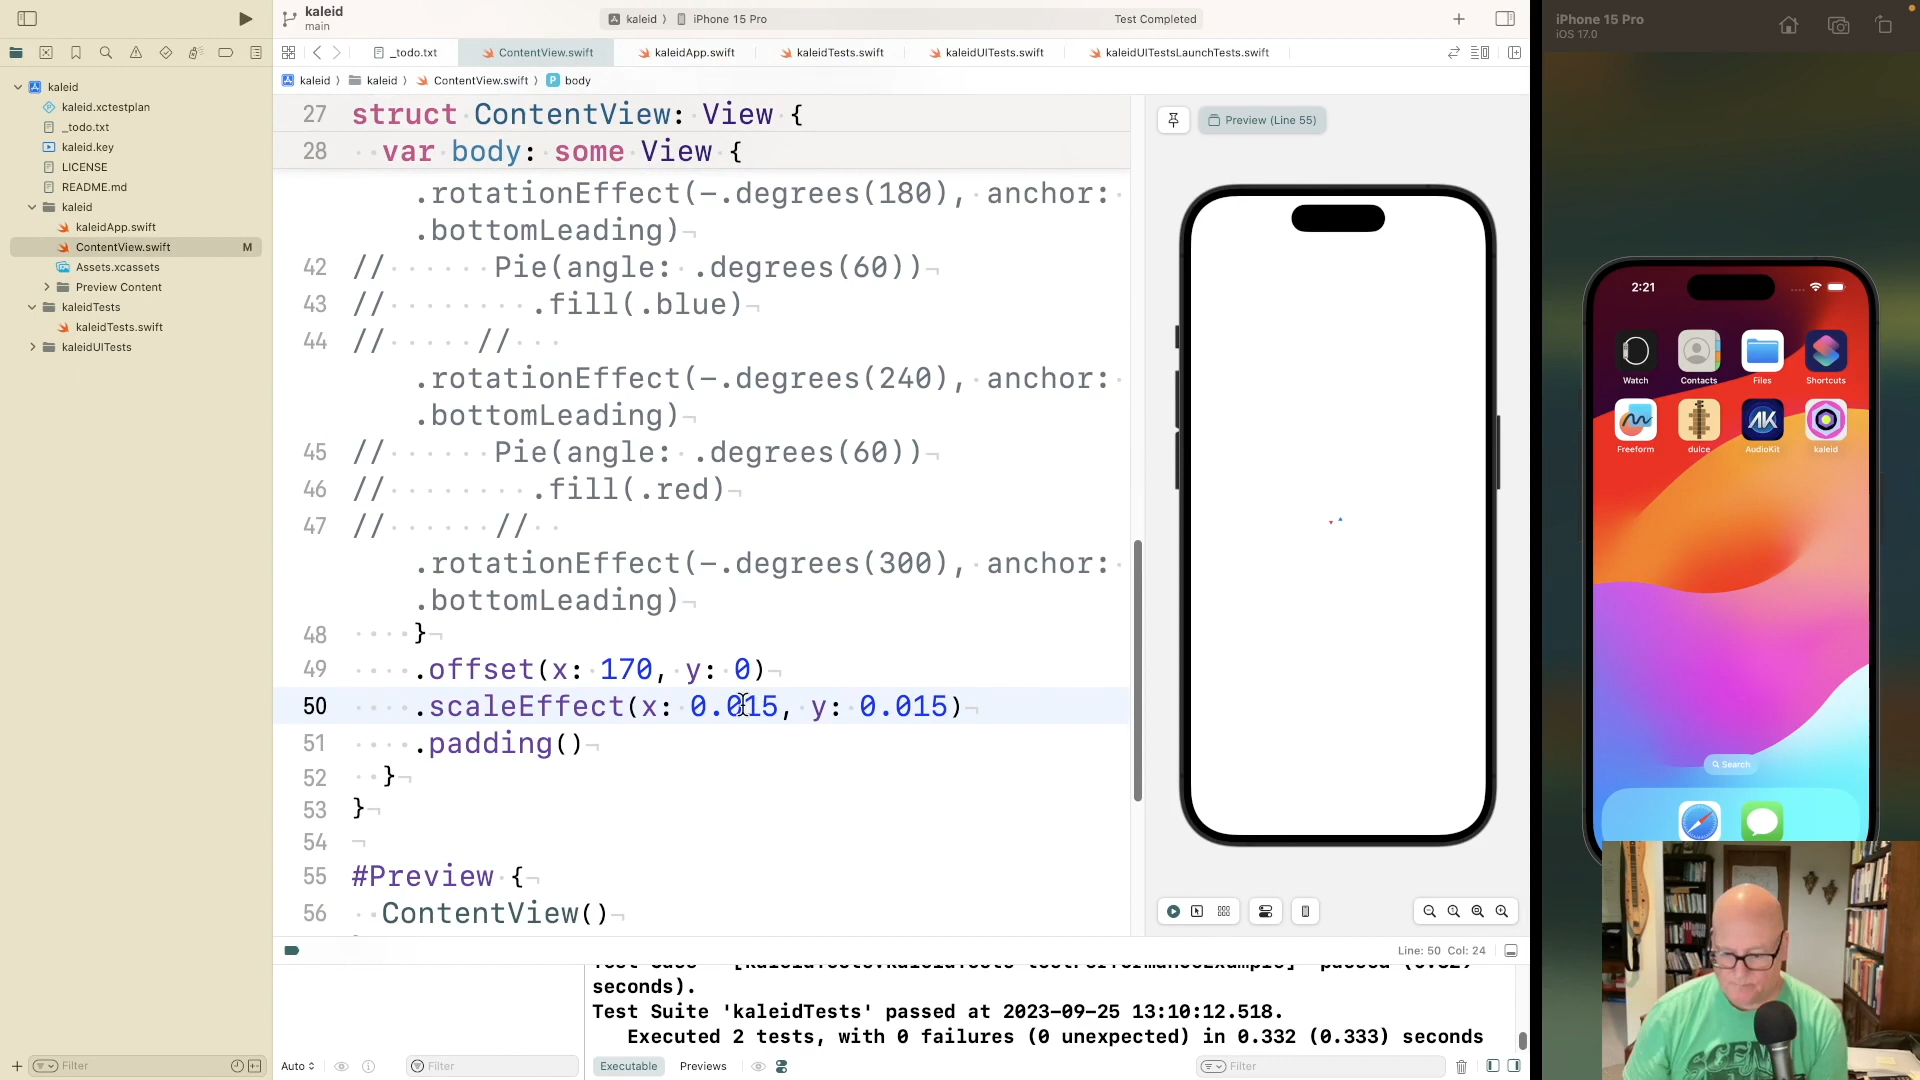 kaleid
main
kaleid ⟩ iPhone 15 Pro
Test Completed
iPhone 15 Pro
iOS 17.0
_todo.txt
ContentView.swift
kaleidApp.swift
kaleidTests.swift
kaleidUITests.swift
kaleidUITestsLaunchTests.swift
kaleid ⟩ kaleid ⟩ ContentView.swift ⟩ P body
kaleid
kaleid.xctestplan
_todo.txt
kaleid.key
LICENSE
README.md
kaleid
kaleidApp.swift
ContentView.swift M
Assets.xcassets
Preview Content
kaleidTests
kaleidTests.swift
kaleidUITests
27 struct ContentView: View {
28 var body: some View {
.rotationEffect(-.degrees(180), anchor:
.bottomLeading)
42 // Pie(angle: .degrees(60))
43 // .fill(.blue)
44 // //
.rotationEffect(-.degrees(240), anchor:
.bottomLeading)
45 // Pie(angle: .degrees(60))
46 // .fill(.red)
47 // //
.rotationEffect(-.degrees(300), anchor:
.bottomLeading)
48 }
49 .offset(x: 170, y: 0)
50 .scaleEffect(x: 0.015, y: 0.015)
51 .padding()
52 }
53 }
54
55 #Preview {
56 ContentView()
Preview (Line 55)
Line: 50 Col: 24
seconds).
Test Suite 'kaleidTests' passed at 2023-09-25 13:10:12.518.
Executed 2 tests, with 0 failures (0 unexpected) in 0.332 (0.333) seconds
Filter
Auto
Filter
Executable
Previews
Filter
2:21
Watch
Contacts
Files
Shortcuts
Freeform
dulce
AudioKit
kaleid
Search